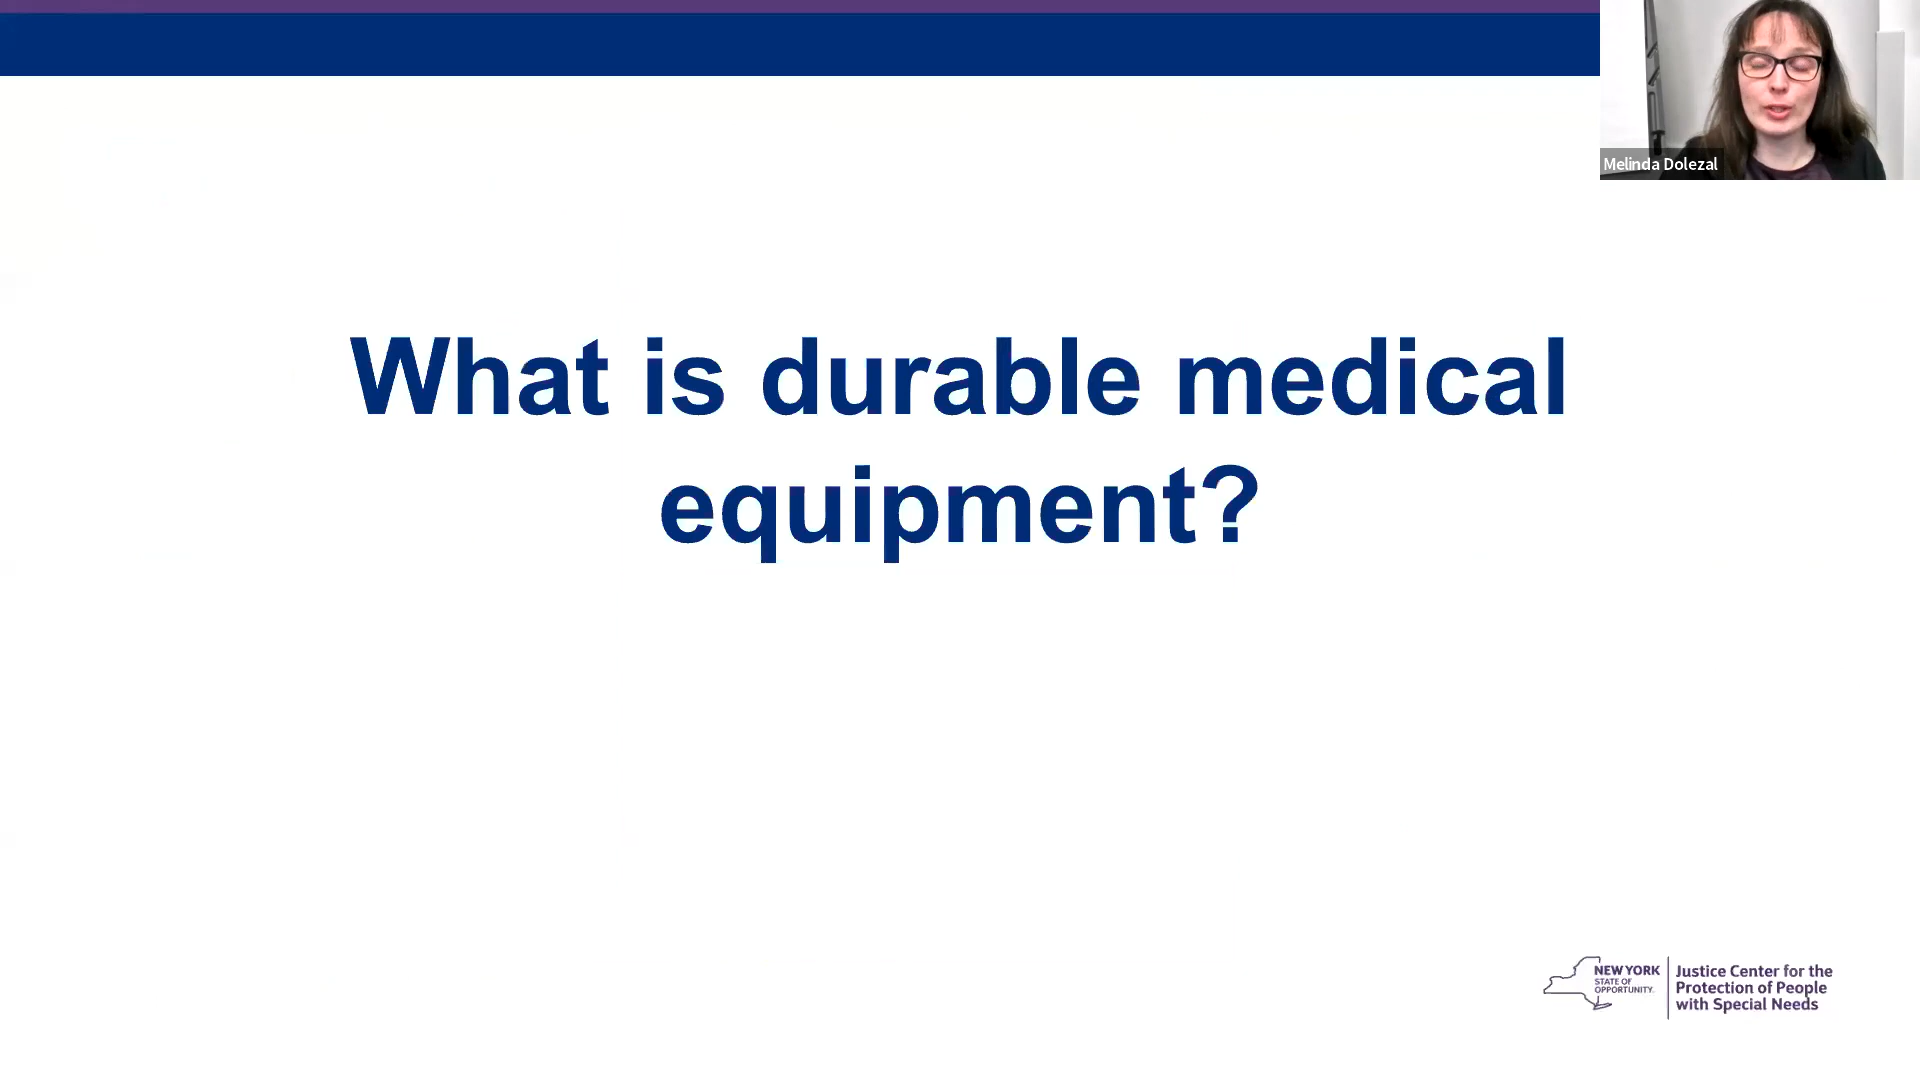 Melinda Dolezal
What is durable medical
equipment?
NEW YORK
STATE OF
OPPORTUNITY.
Justice Center for the
Protection of People
with Special Needs